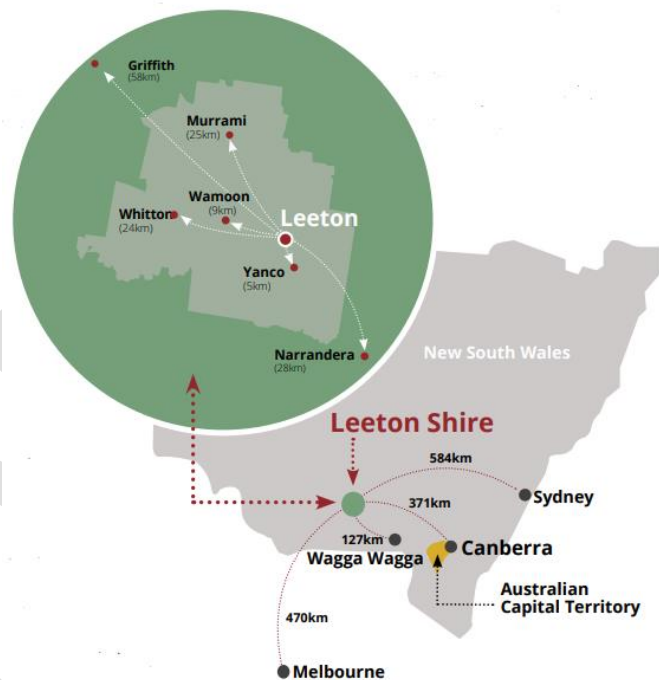 Griffith
(58km)
Murrami
(25km)
Wamoon
(9km)
Leeton
Whitton
(24km)
Yanco
(5km)
Narrandera
(28km)
New South Wales
Leeton Shire
584km
Sydney
371km
127km
Canberra
Wagga Wagga
Australian
Capital Territory
470km
Melbourne